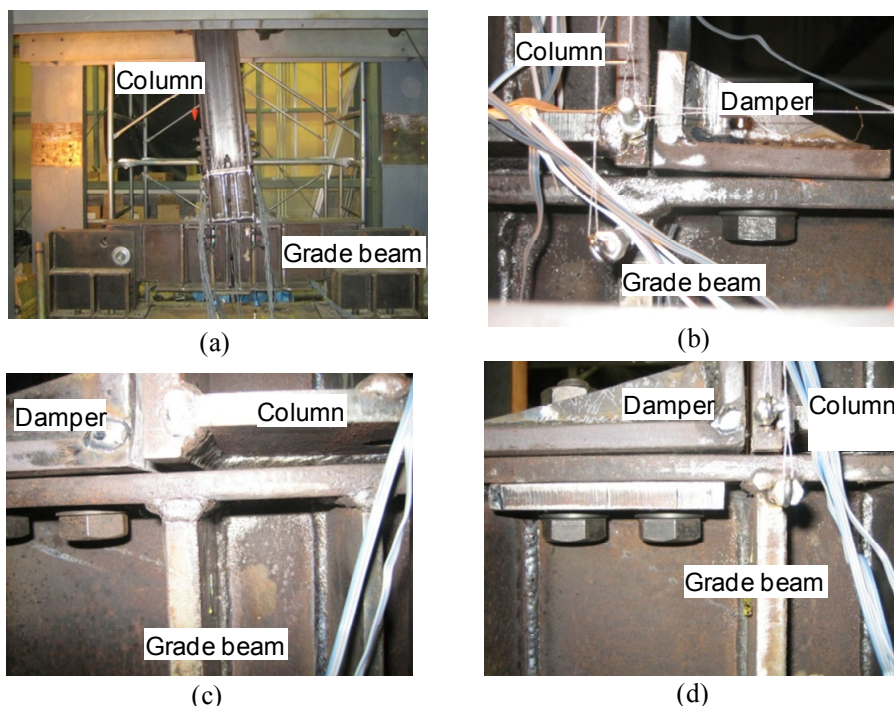 Column
Grade beam
(a)
Column
Damper
Grade beam
(b)
Damper
Column
Grade beam
(c)
Damper
Column
Grade beam
(d)